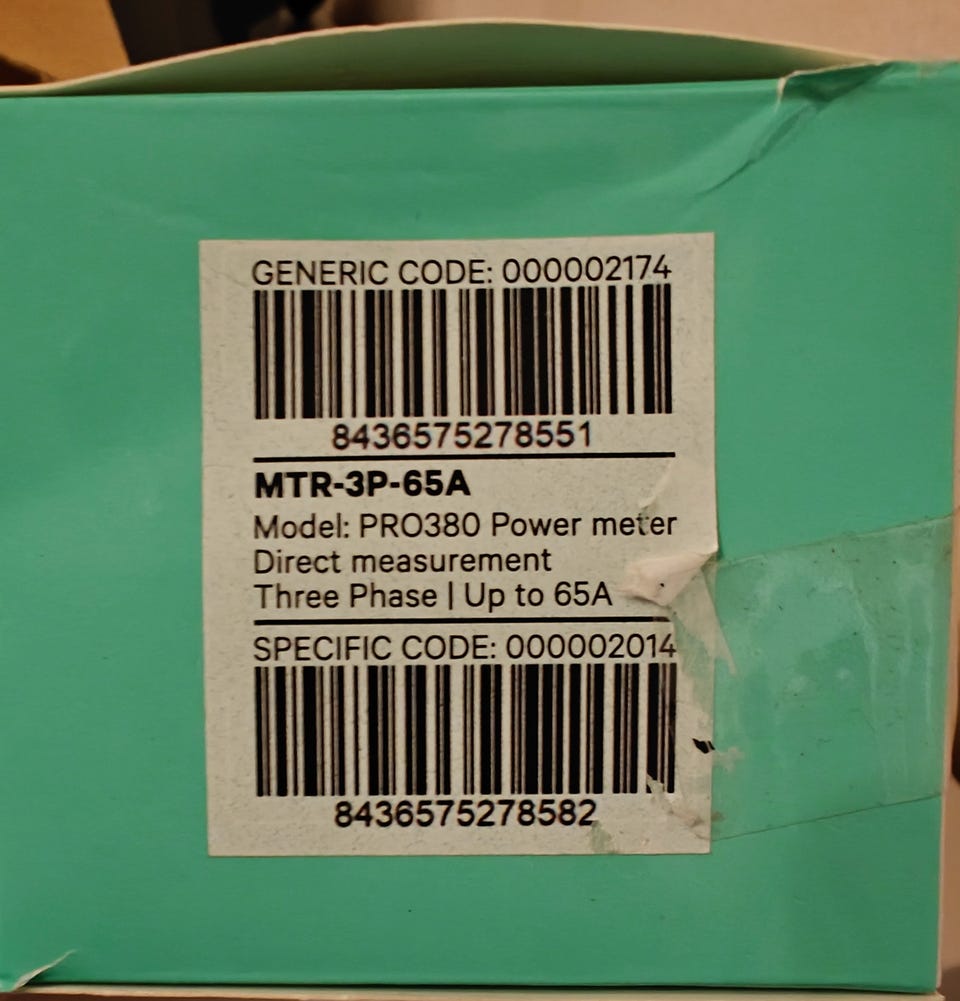 GENERIC CODE: 000002174
8436575278551
MTR-3P-65A
Model: PRO380 Power meter
Direct measurement
Three Phase | Up to 65A
SPECIFIC CODE: 000002014
8436575278582